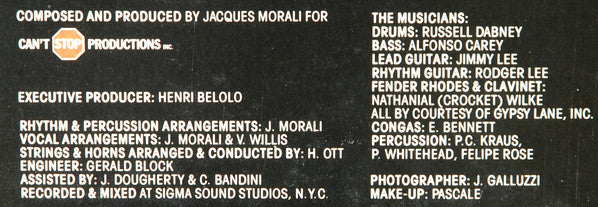 COMPOSED AND PRODUCED BY JACQUES MORALI FOR
CAN'T STOP PRODUCTIONS INC.
EXECUTIVE PRODUCER: HENRI BELOLO
RHYTHM & PERCUSSION ARRANGEMENTS: J. MORALI
VOCAL ARRANGEMENTS: J. MORALI & V. WILLIS
STRINGS & HORNS ARRANGED & CONDUCTED BY: H. OTT
ENGINEER: GERALD BLOCK
ASSISTED BY: J. DOUGHERTY & C. BANDINI
RECORDED & MIXED AT SIGMA SOUND STUDIOS, N.Y.C.
THE MUSICIANS:
DRUMS: RUSSELL DABNEY
BASS: ALFONSO CAREY
LEAD GUITAR: JIMMY LEE
RHYTHM GUITAR: RODGER LEE
FENDER RHODES & CLAVINET:
NATHANIAL (CROCKET) WILKE
ALL BY COURTESY OF GYPSY LANE, INC.
CONGAS: E. BENNETT
PERCUSSION: P.C. KRAUS,
P. WHITEHEAD, FELIPE ROSE
PHOTOGRAPHER: J. GALLUZZI
MAKE-UP: PASCALE